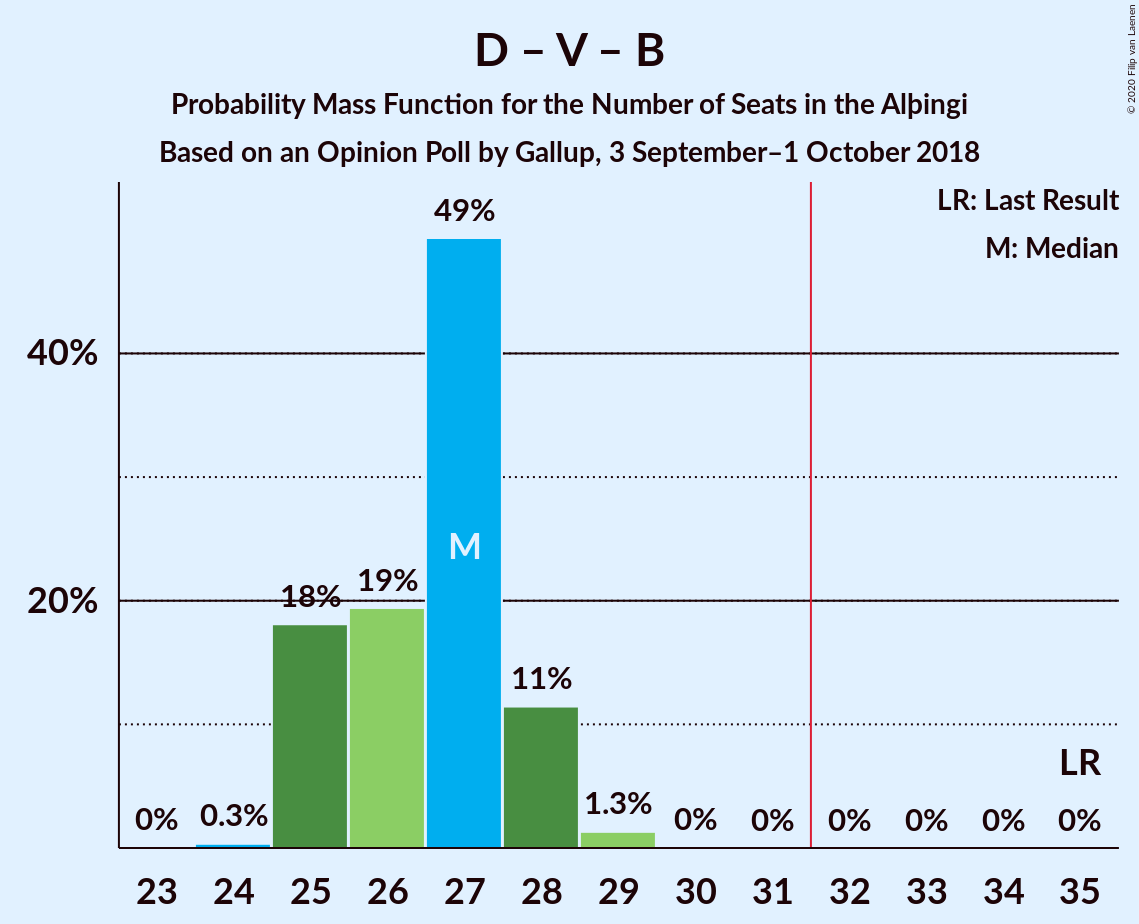 D – V – B
Probability Mass Function for the Number of Seats in the Alþingi
Based on an Opinion Poll by Gallup, 3 September–1 October 2018
© 2020 Filip van Laenen
LR: Last Result
M: Median
49%
40%
M
20%
18%
19%
11%
LR
0%
0.3%
1.3%
0%
0%
0%
0%
0%
0%
23 24 25 26 27 28 29 30 31 32 33 34 35